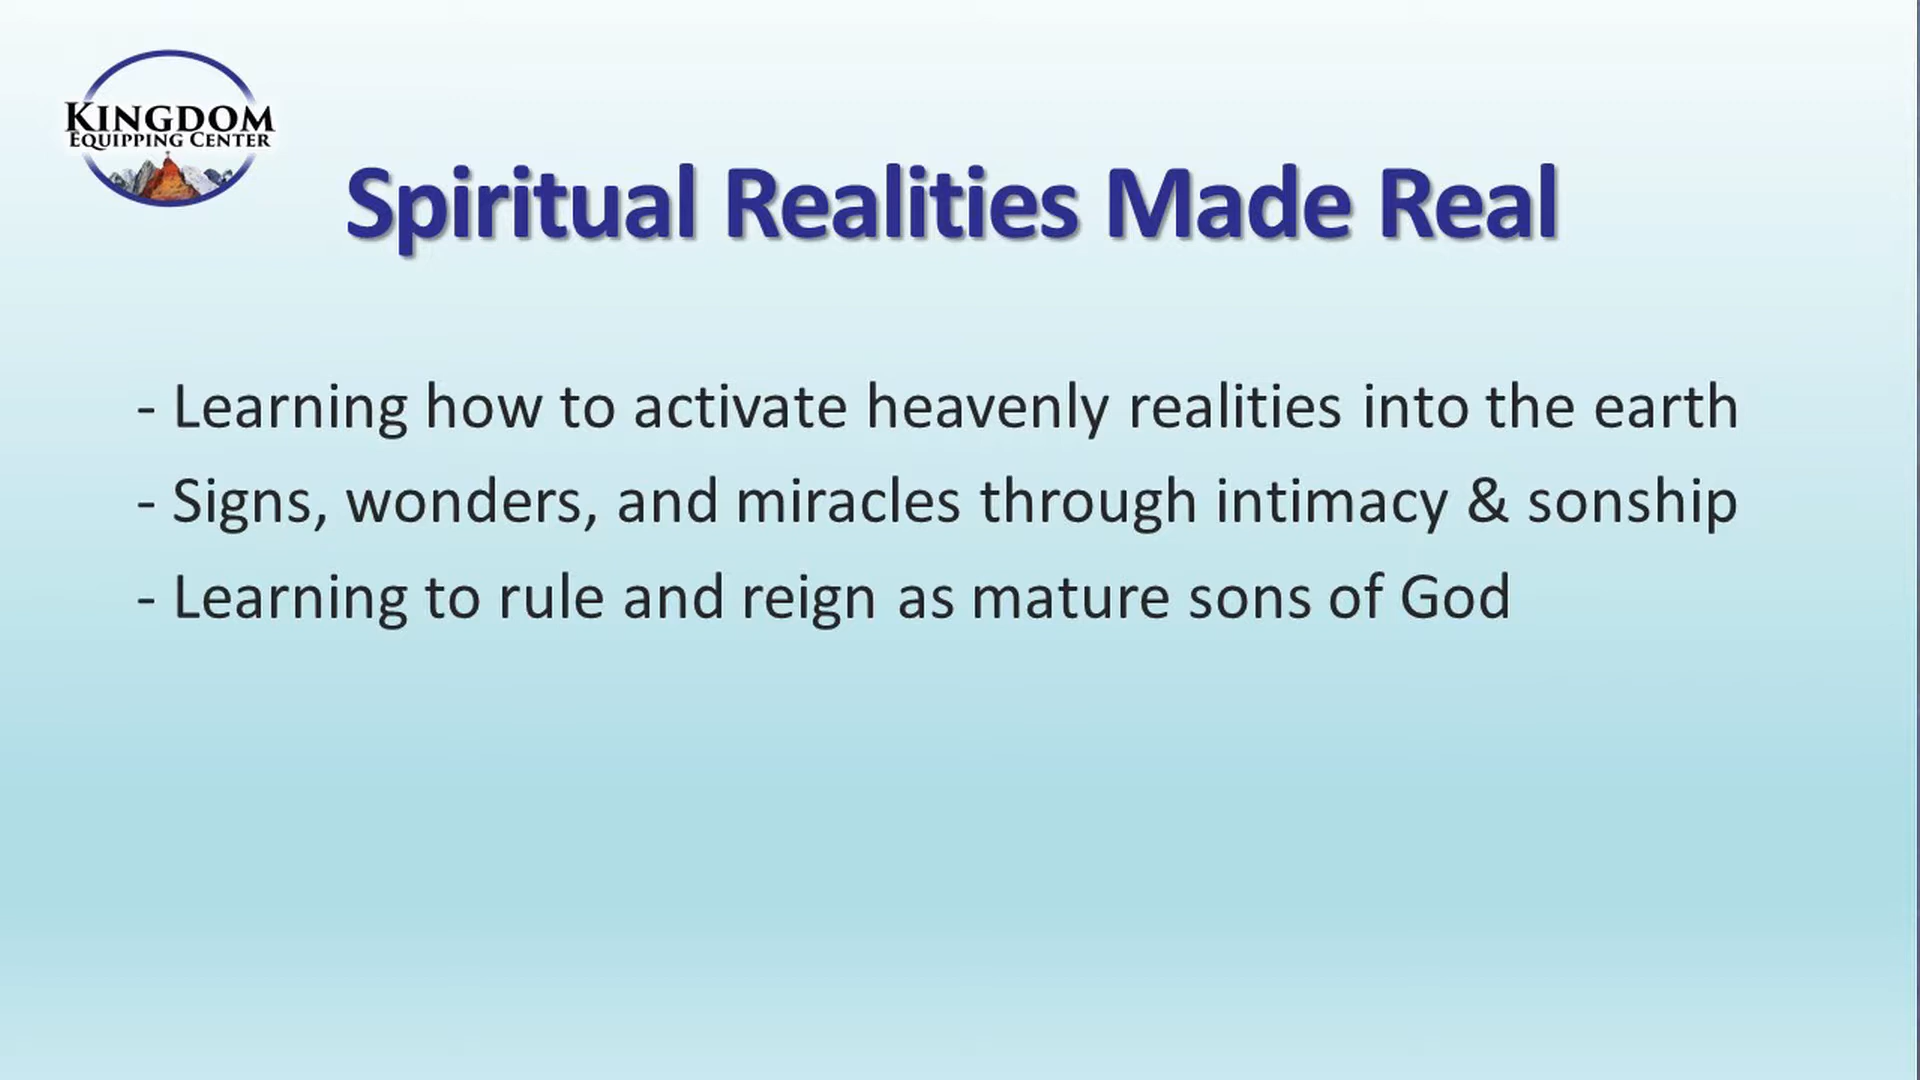 KINGDOM
EQUIPPING CENTER
Spiritual Realities Made Real
- Learning how to activate heavenly realities into the earth
- Signs, wonders, and miracles through intimacy & sonship
- Learning to rule and reign as mature sons of God